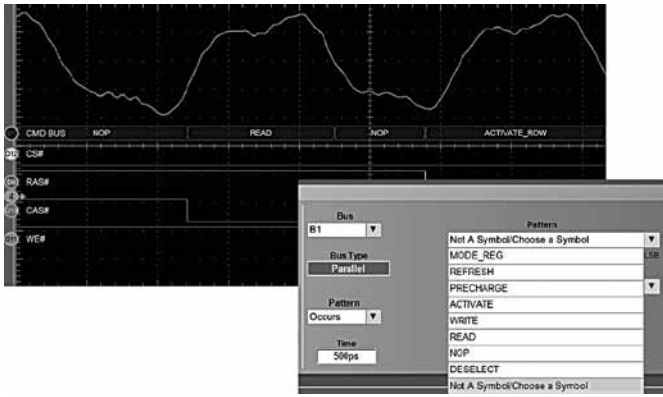 CMD BUS NOP READ NOP ACTIVATE_ROW
CS#
RAS#
CAS#
WE#
Bus
B1
Bus Type
Parallel
Pattern
Occurs
Time
500ps
Pattern
Not A Symbol/Choose a Symbol
LSB
MODE_REG
REFRESH
PRECHARGE
ACTIVATE
WRITE
READ
NOP
DESELECT
Not A Symbol/Choose a Symbol